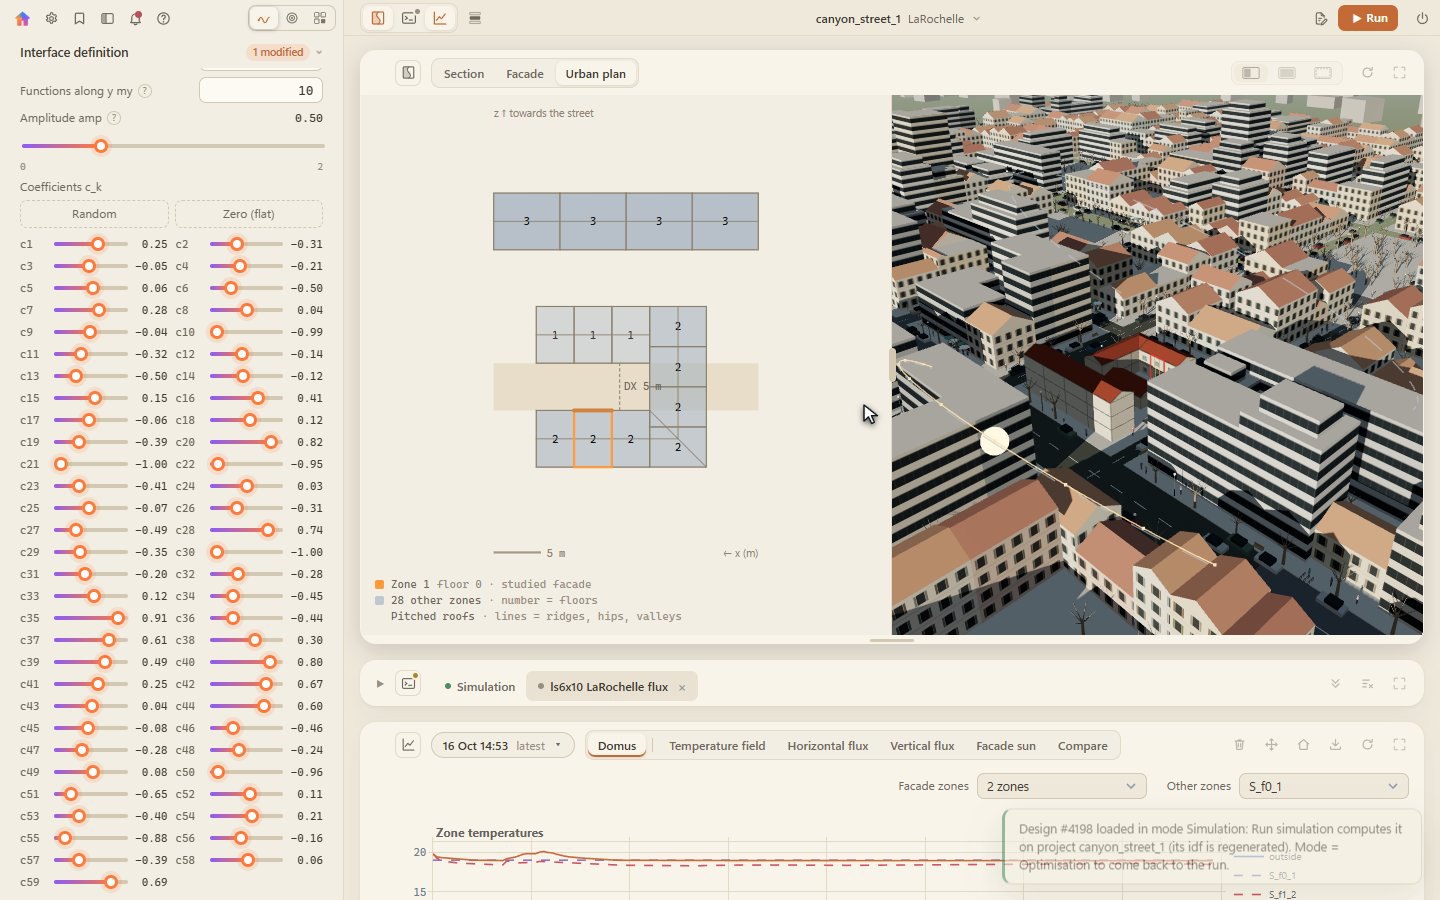 canyon_street_1 LaRochelle
Run
Interface definition
1 modified
Functions along y my ?
10
Amplitude amp ?
0.50
0
2
Coefficients c_k
Random
Zero (flat)
c1 0.25 c2 −0.31
c3 −0.05 c4 −0.21
c5 0.06 c6 −0.50
c7 0.28 c8 0.04
c9 −0.04 c10 −0.99
c11 −0.32 c12 −0.14
c13 −0.50 c14 −0.12
c15 0.15 c16 0.41
c17 −0.06 c18 0.12
c19 −0.39 c20 0.82
c21 −1.00 c22 −0.95
c23 −0.41 c24 0.03
c25 −0.07 c26 −0.31
c27 −0.49 c28 0.74
c29 −0.35 c30 −1.00
c31 −0.20 c32 −0.28
c33 0.12 c34 −0.45
c35 0.91 c36 −0.44
c37 0.61 c38 0.30
c39 0.49 c40 0.80
c41 0.25 c42 0.67
c43 0.04 c44 0.60
c45 −0.08 c46 −0.46
c47 −0.28 c48 −0.24
c49 0.08 c50 −0.96
c51 −0.65 c52 0.11
c53 −0.40 c54 0.21
c55 −0.88 c56 −0.16
c57 −0.39 c58 0.06
c59 0.69
Section
Facade
Urban plan
z ↑ towards the street
3 3 3 3
1 1 1 2
2
DX 5 m
2
2 2 2 2
5 m
← x (m)
Zone 1 floor 0 · studied facade
28 other zones · number = floors
Pitched roofs · lines = ridges, hips, valleys
Simulation
ls6x10 LaRochelle flux ×
16 Oct 14:53 latest
Domus
Temperature field
Horizontal flux
Vertical flux
Facade sun
Compare
Facade zones
2 zones
Other zones
S_f0_1
Zone temperatures
20
15
Design #4198 loaded in mode Simulation: Run simulation computes it
on project canyon_street_1 (its idf is regenerated). Mode =
Optimisation to come back to the run.
outside
S_f0_1
S_f1_2